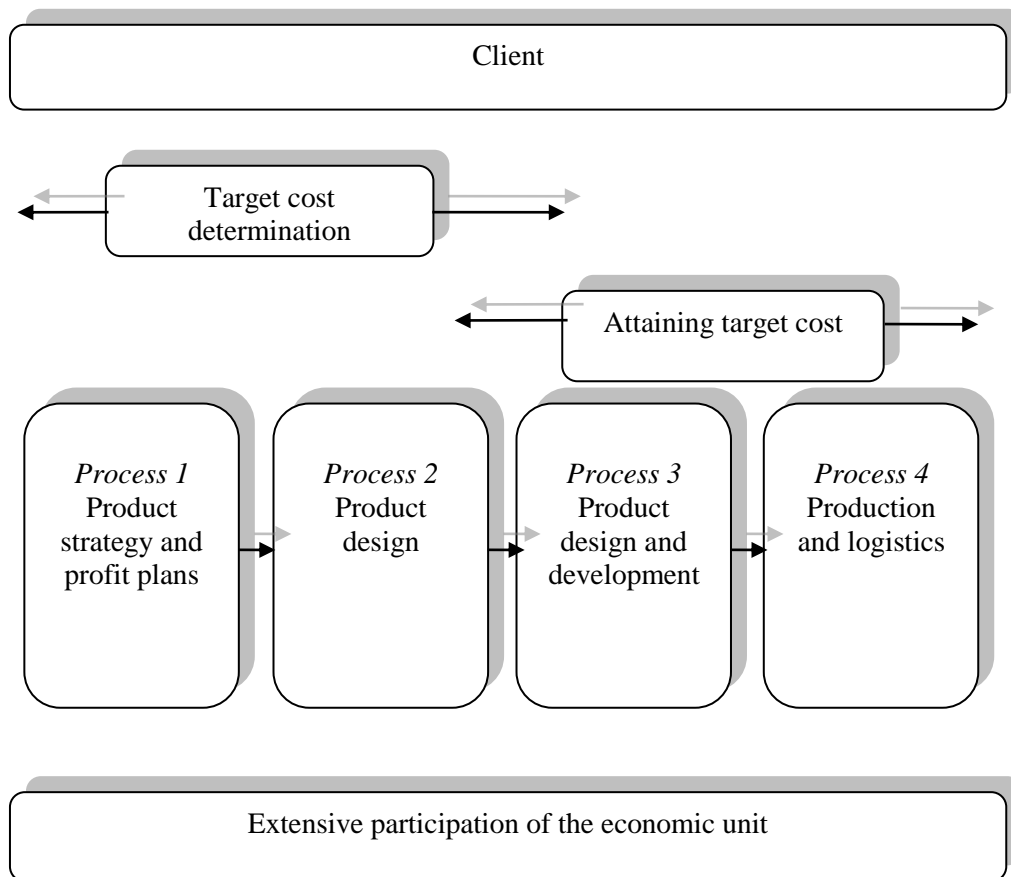 Client
Target cost
determination
Attaining target cost
Process 1
Product
strategy and
profit plans
Process 2
Product
design
Process 3
Product
design and
development
Process 4
Production
and logistics
Extensive participation of the economic unit